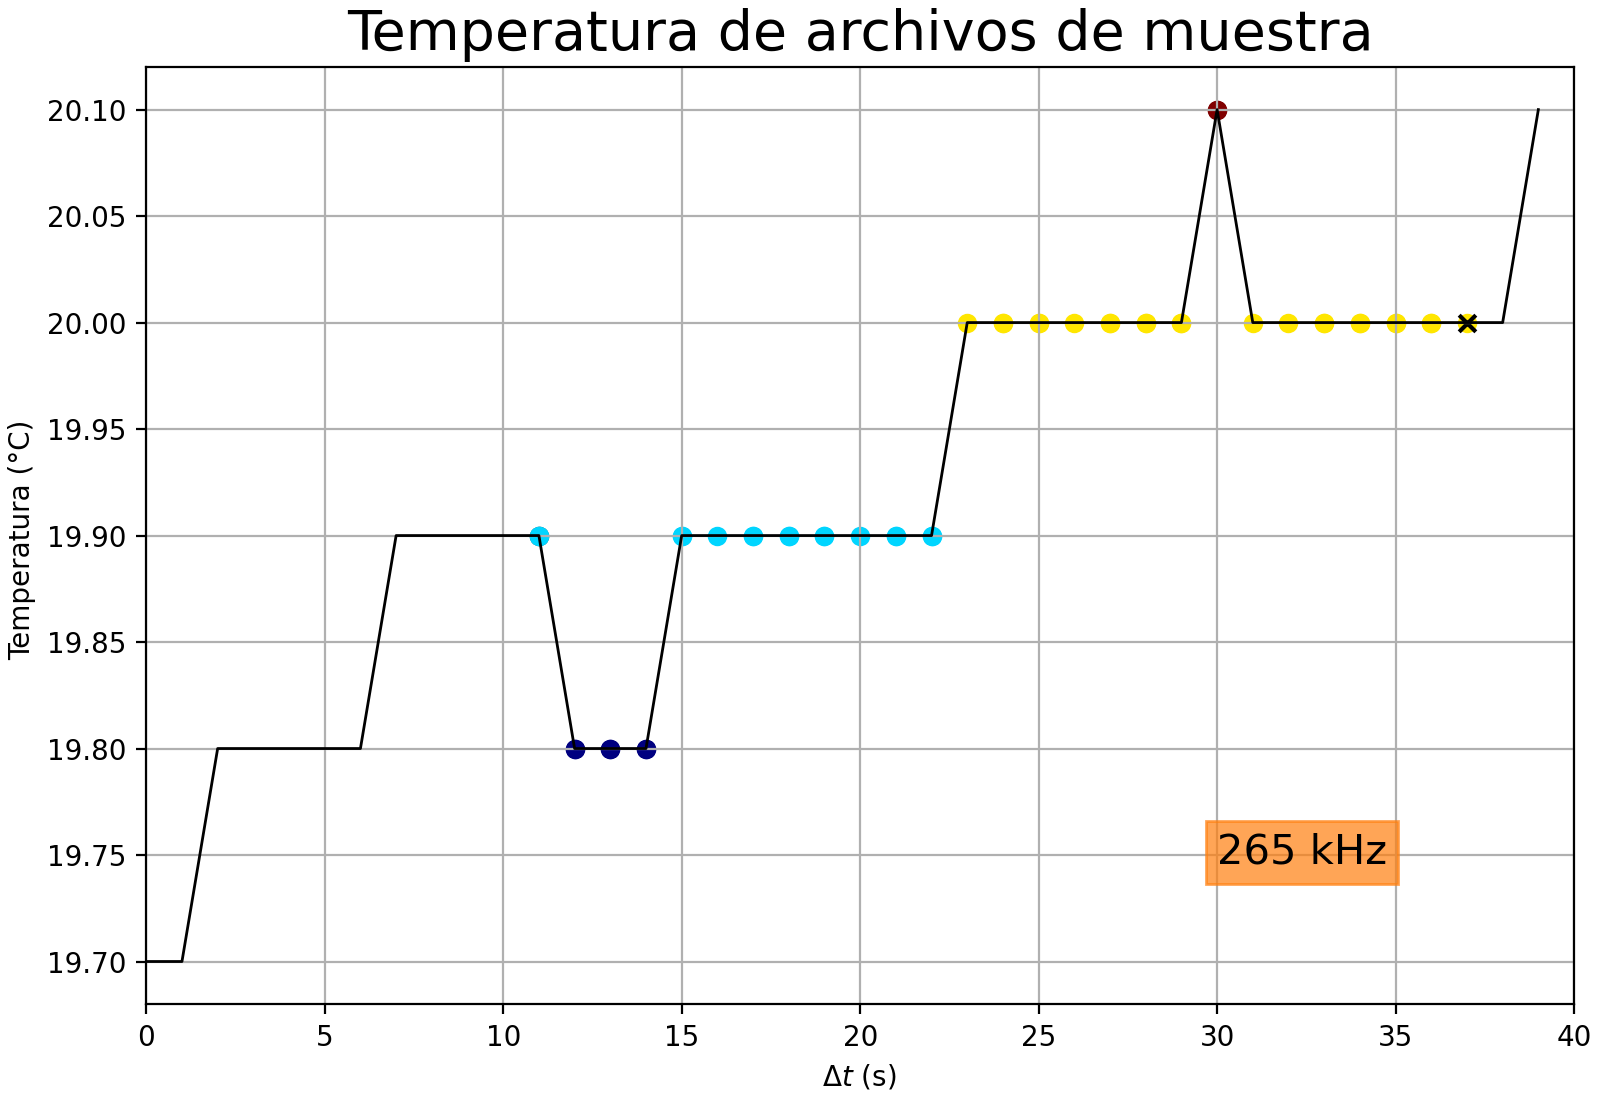 Temperatura de archivos de muestra
Temperatura (°C)
20.10
20.05
20.00
19.95
19.90
19.85
19.80
19.75
19.70
265 kHz
0 5 10 15 20 25 30 35 40
Δt (s)